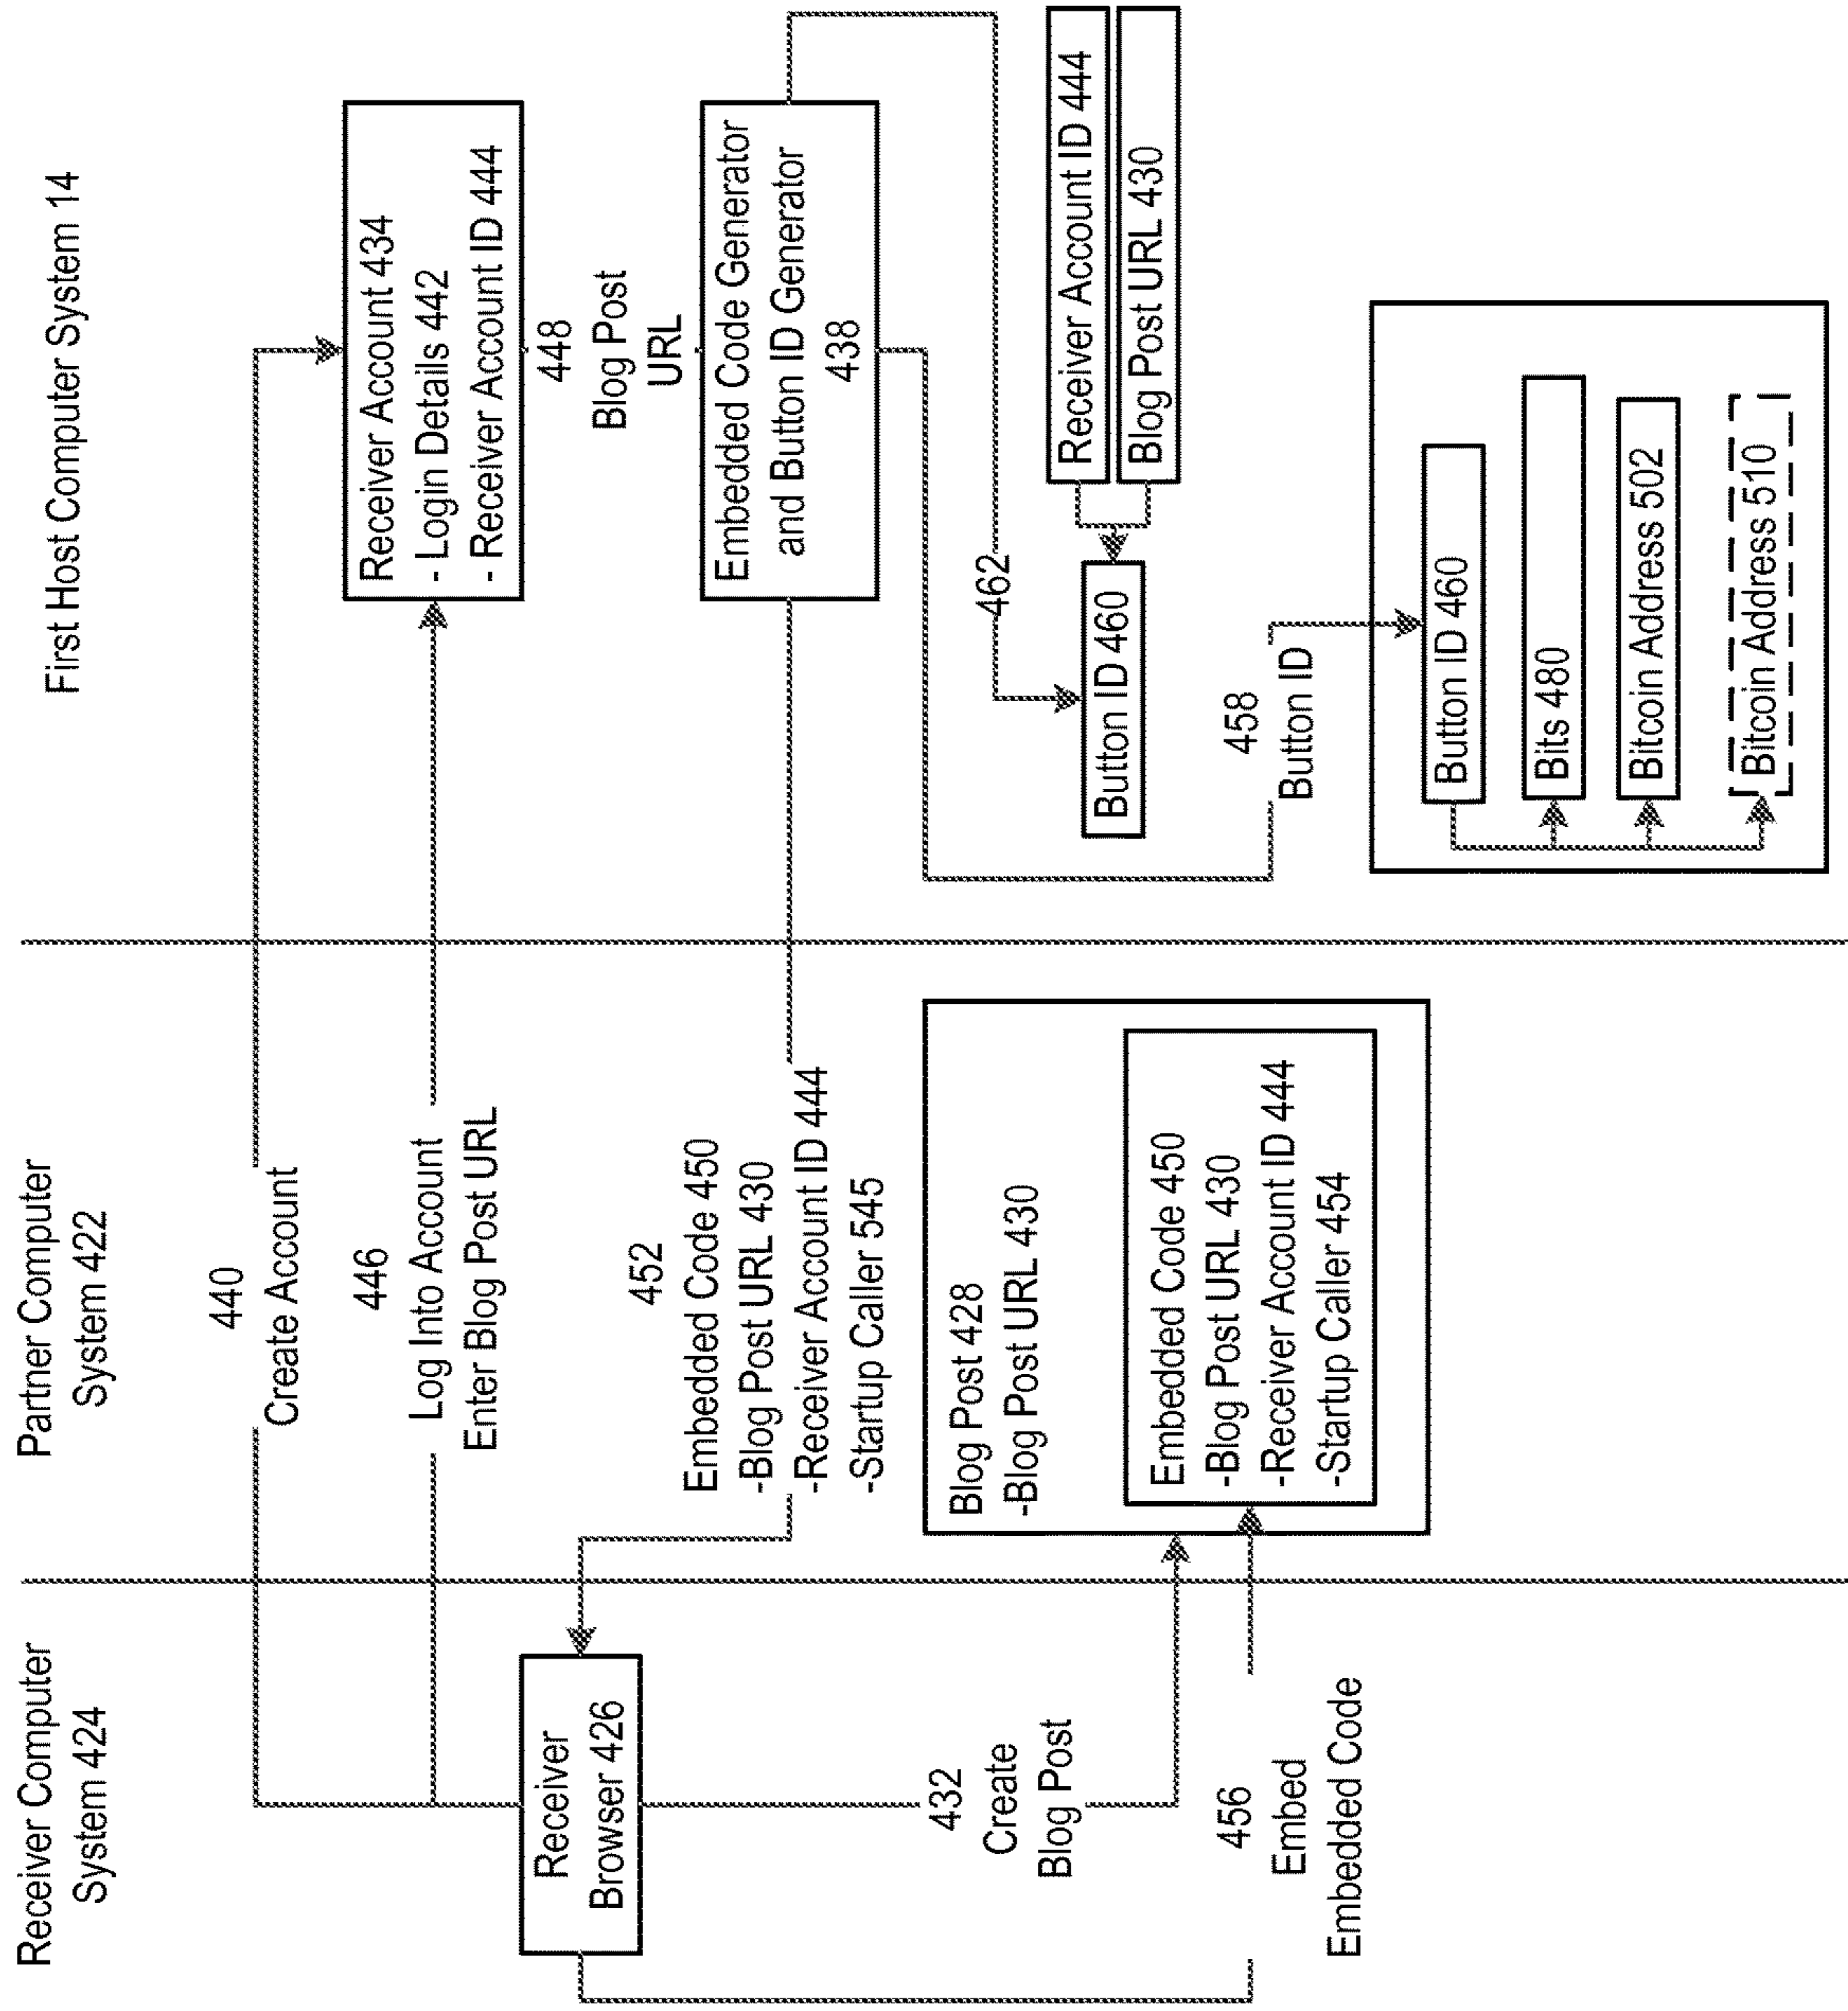 Receiver Computer
System 424
Partner Computer
System 422
First Host Computer System 14
440
Create Account
446
Log Into Account
Enter Blog Post URL
Receiver Account 434
- Login Details 442
- Receiver Account ID 444
448
Blog Post
URL
Receiver
Browser 426
452
Embedded Code 450
-Blog Post URL 430
-Receiver Account ID 444
-Startup Caller 545
Embedded Code Generator
and Button ID Generator
438
432
Create
Blog Post
Blog Post 428
-Blog Post URL 430
Embedded Code 450
-Blog Post URL 430
-Receiver Account ID 444
-Startup Caller 454
456
Embed
Embedded Code
462
Receiver Account ID 444
Blog Post URL 430
Button ID 460
458
Button ID
Button ID 460
Bits 480
Bitcoin Address 502
Bitcoin Address 510